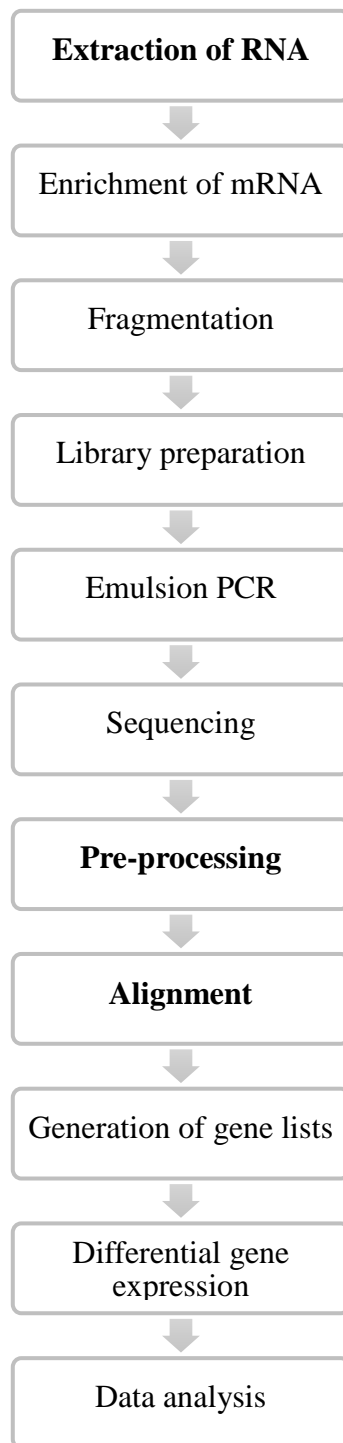 Extraction of RNA
Enrichment of mRNA
Fragmentation
Library preparation
Emulsion PCR
Sequencing
Pre-processing
Alignment
Generation of gene lists
Differential gene
expression
Data analysis